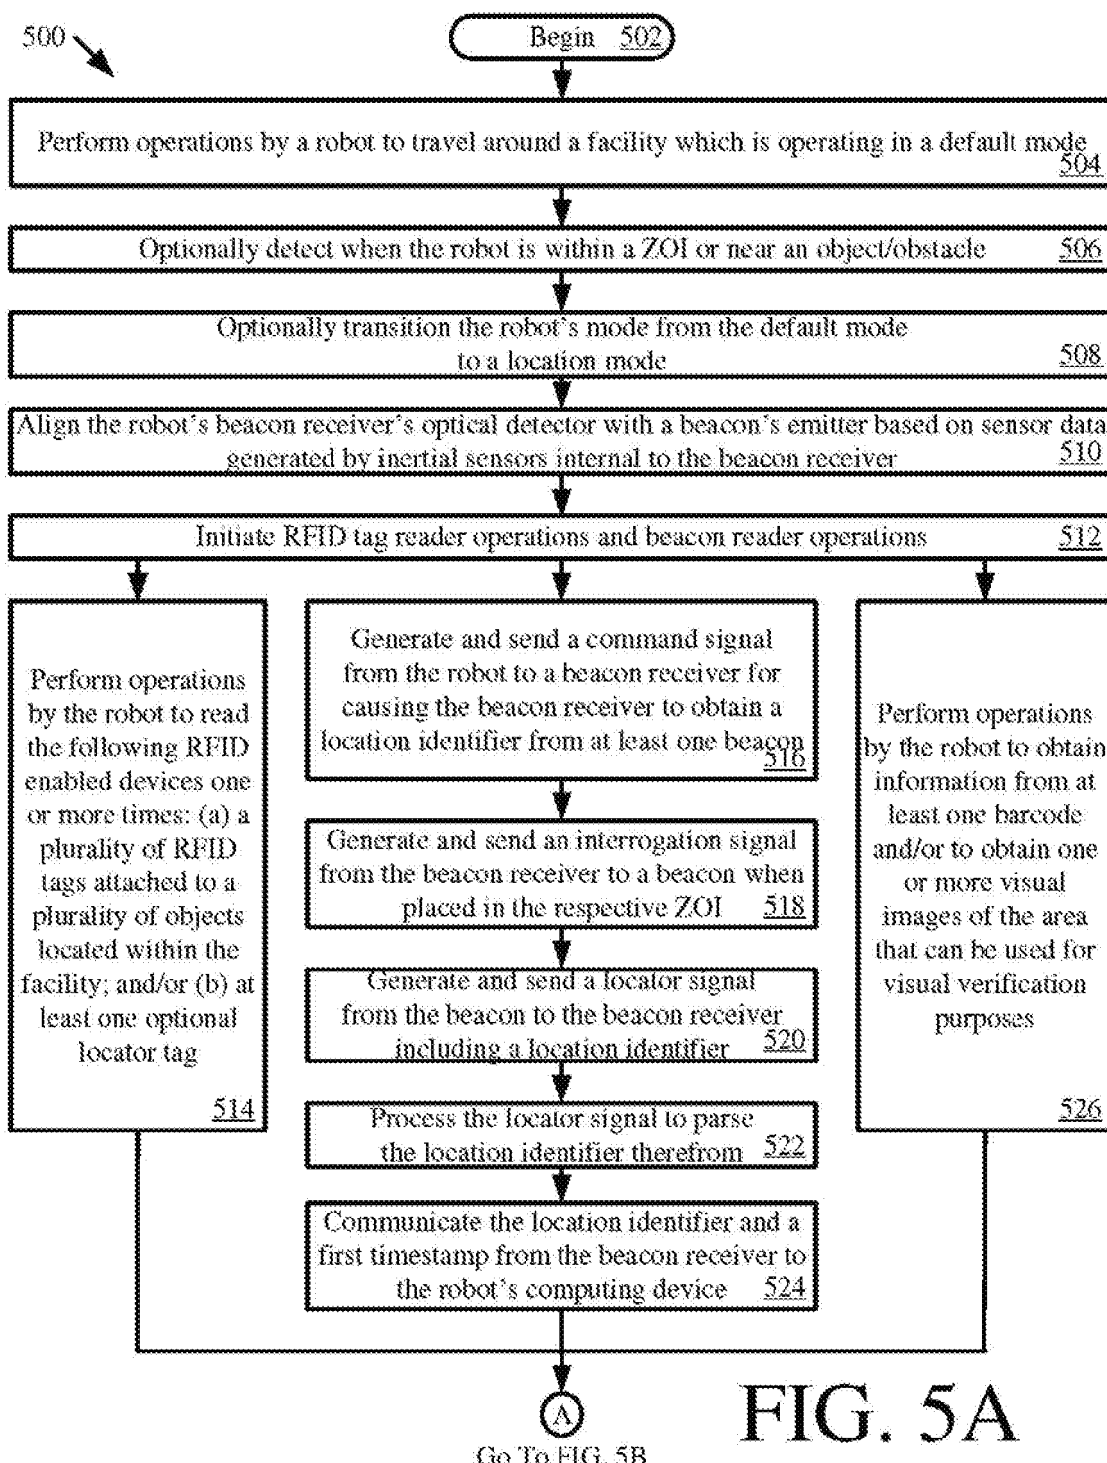 500
Begin 502
Perform operations by a robot to travel around a facility which is operating in a default mode
504
Optionally detect when the robot is within a ZOI or near an object/obstacle 506
Optionally transition the robot's mode from the default mode
to a location mode 508
Align the robot's beacon receiver's optical detector with a beacon's emitter based on sensor data
generated by inertial sensors internal to the beacon receiver 510
Initiate RFID tag reader operations and beacon reader operations 512
Perform operations
by the robot to read
the following RFID
enabled devices one
or more times: (a) a
plurality of RFID
tags attached to a
plurality of objects
located within the
facility; and/or (b) at
least one optional
locator tag
514
Generate and send a command signal
from the robot to a beacon receiver for
causing the beacon receiver to obtain a
location identifier from at least one beacon
516
Generate and send an interrogation signal
from the beacon receiver to a beacon when
placed in the respective ZOI 518
Generate and send a locator signal
from the beacon to the beacon receiver
including a location identifier 520
Process the locator signal to parse
the location identifier therefrom 522
Communicate the location identifier and a
first timestamp from the beacon receiver to
the robot's computing device 524
Perform operations
by the robot to obtain
information from at
least one barcode
and/or to obtain one
or more visual
images of the area
that can be used for
visual verification
purposes
526
A
Go To FIG. 5B
FIG. 5A